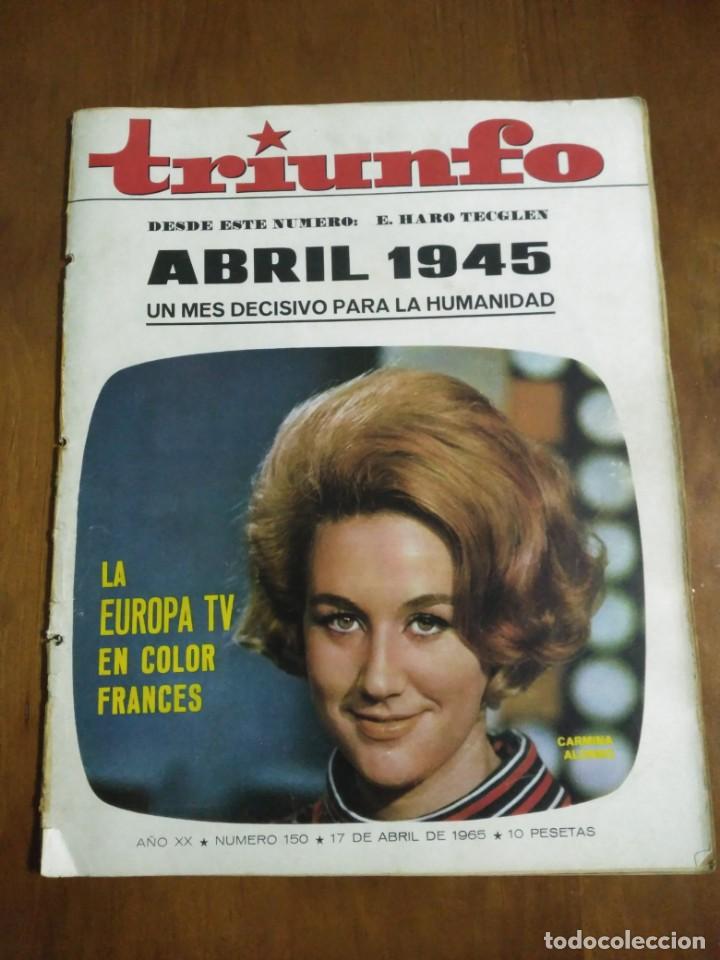 triunfo
DESDE ESTE NUMERO: E. HARO TECGLEN
ABRIL 1945
UN MES DECISIVO PARA LA HUMANIDAD
LA
EUROPA TV
EN COLOR
FRANCES
CARMINA
ALONSO
AÑO XX ★ NUMERO 150 ★ 17 DE ABRIL DE 1965 ★ 10 PESETAS
todocoleccion.net